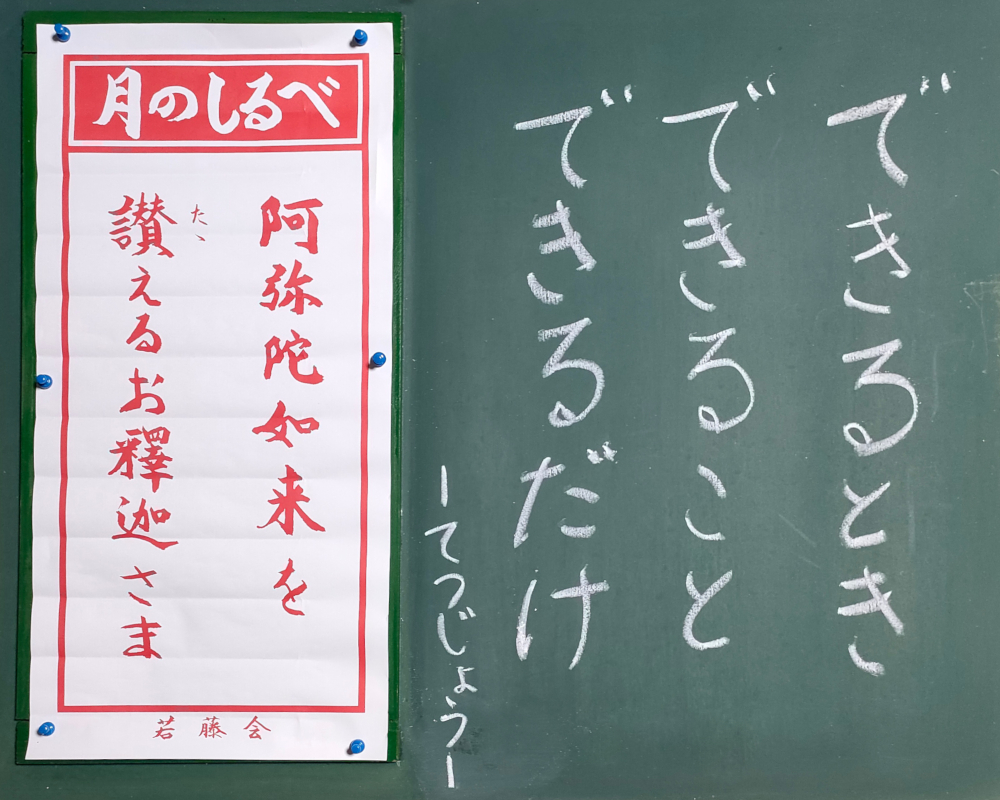 月のしるべ
阿弥陀如来を
讃えるお釋迦さま
たゝ
若藤会
できるとき
できること
できるだけ
ーてつじょうー